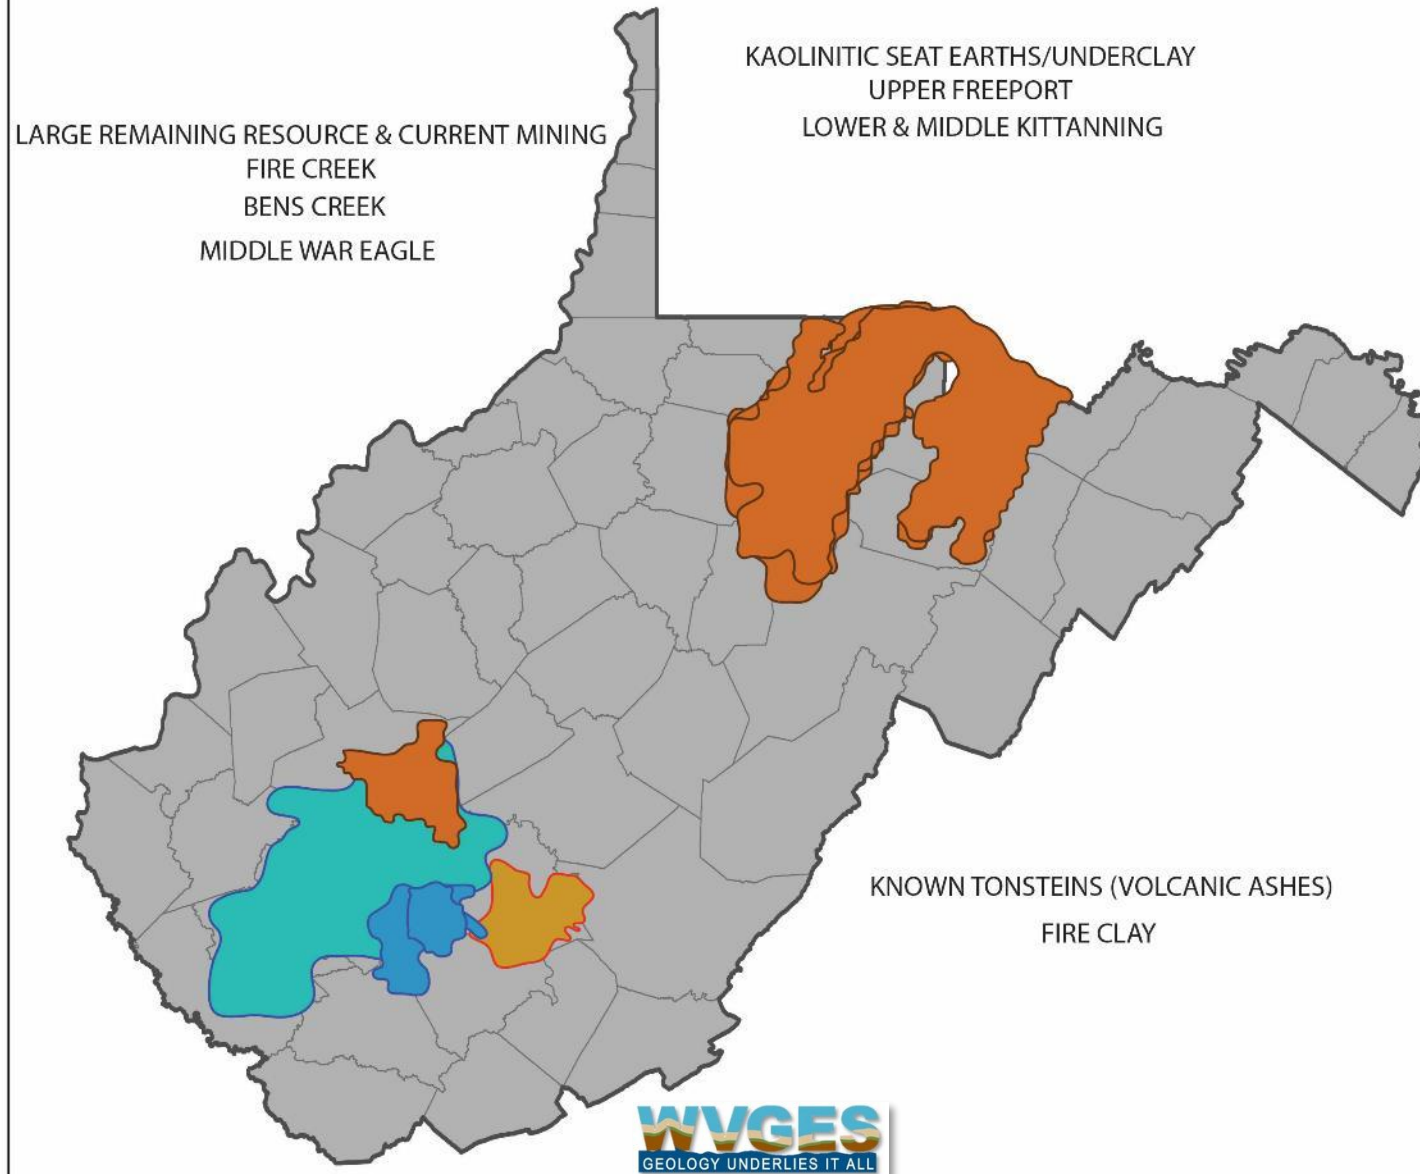 LARGE REMAINING RESOURCE & CURRENT MINING
FIRE CREEK
BENS CREEK
MIDDLE WAR EAGLE
KAOLINITIC SEAT EARTHS/UNDERCLAY
UPPER FREEPORT
LOWER & MIDDLE KITTANNING
KNOWN TONSTEINS (VOLCANIC ASHES)
FIRE CLAY
WVGES
GEOLOGY UNDERLIES IT ALL